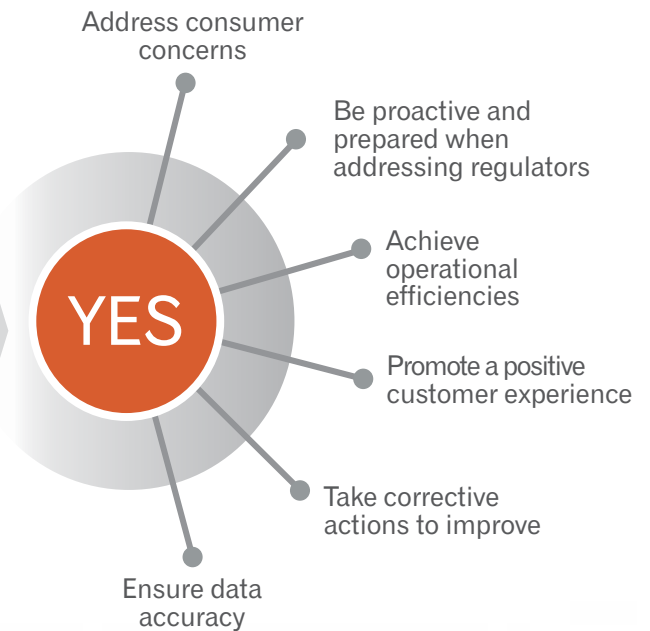 Address consumer
concerns
Be proactive and
prepared when
addressing regulators
Achieve
operational
efficiencies
YES
Promote a positive
customer experience
Take corrective
actions to improve
Ensure data
accuracy